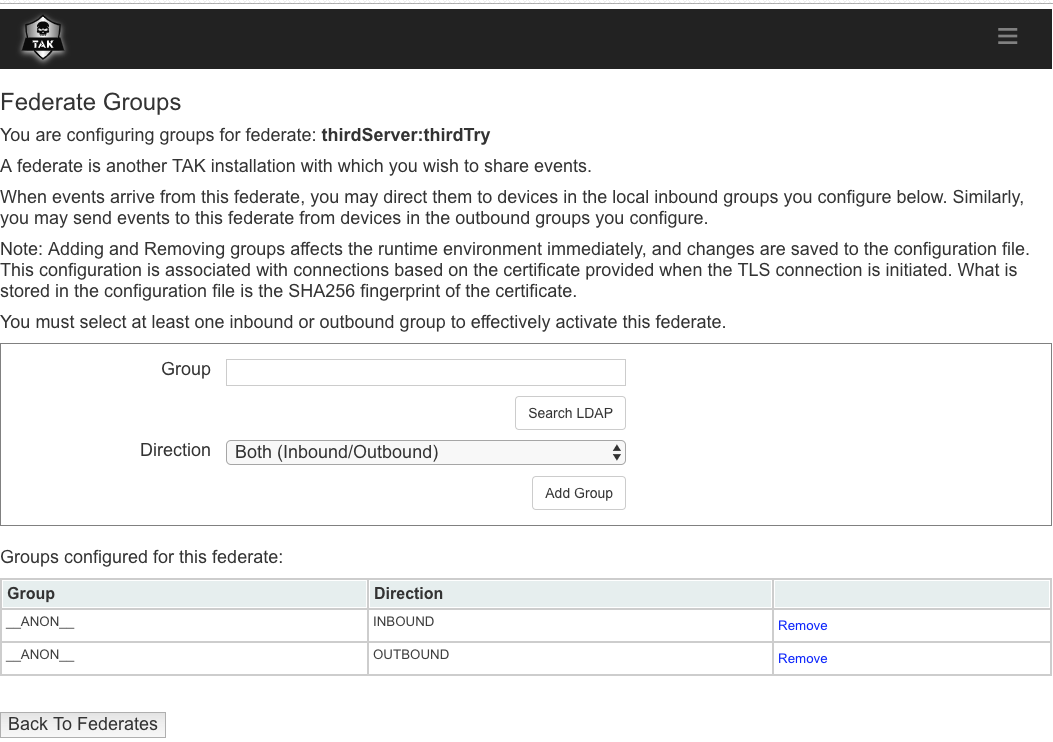 TAK
Federate Groups
You are configuring groups for federate: thirdServer:thirdTry
A federate is another TAK installation with which you wish to share events.
When events arrive from this federate, you may direct them to devices in the local inbound groups you configure below. Similarly,
you may send events to this federate from devices in the outbound groups you configure.
Note: Adding and Removing groups affects the runtime environment immediately, and changes are saved to the configuration file.
This configuration is associated with connections based on the certificate provided when the TLS connection is initiated. What is
stored in the configuration file is the SHA256 fingerprint of the certificate.
You must select at least one inbound or outbound group to effectively activate this federate.
Group
Search LDAP
Direction Both (Inbound/Outbound)
Add Group
Groups configured for this federate:
Group Direction
__ANON__ INBOUND Remove
__ANON__ OUTBOUND Remove
Back To Federates